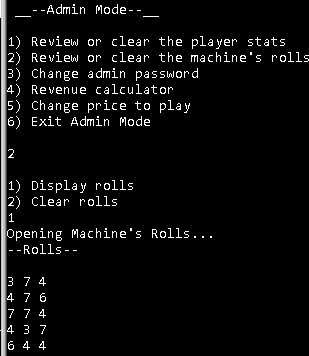 __--Admin Mode--__
1) Review or clear the player stats
2) Review or clear the machine's rolls
3) Change admin password
4) Revenue calculator
5) Change price to play
6) Exit Admin Mode
2
1) Display rolls
2) Clear rolls
1
Opening Machine's Rolls...
--Rolls--
3 7 4
4 7 6
7 7 4
4 3 7
6 4 4